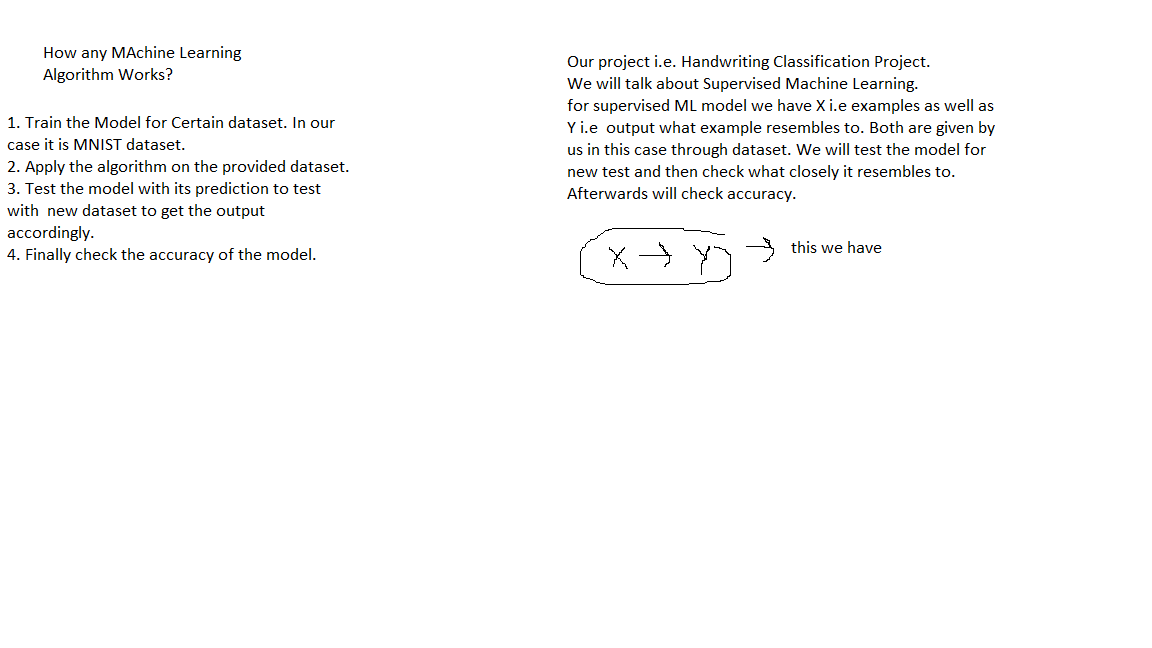 How any MAchine Learning
Algorithm Works?
1. Train the Model for Certain dataset. In our
case it is MNIST dataset.
2. Apply the algorithm on the provided dataset.
3. Test the model with its prediction to test
with  new dataset to get the output
accordingly.
4. Finally check the accuracy of the model.
Our project i.e. Handwriting Classification Project.
We will talk about Supervised Machine Learning.
for supervised ML model we have X i.e examples as well as
Y i.e  output what example resembles to. Both are given by
us in this case through dataset. We will test the model for
new test and then check what closely it resembles to.
Afterwards will check accuracy.
X → Y → this we have